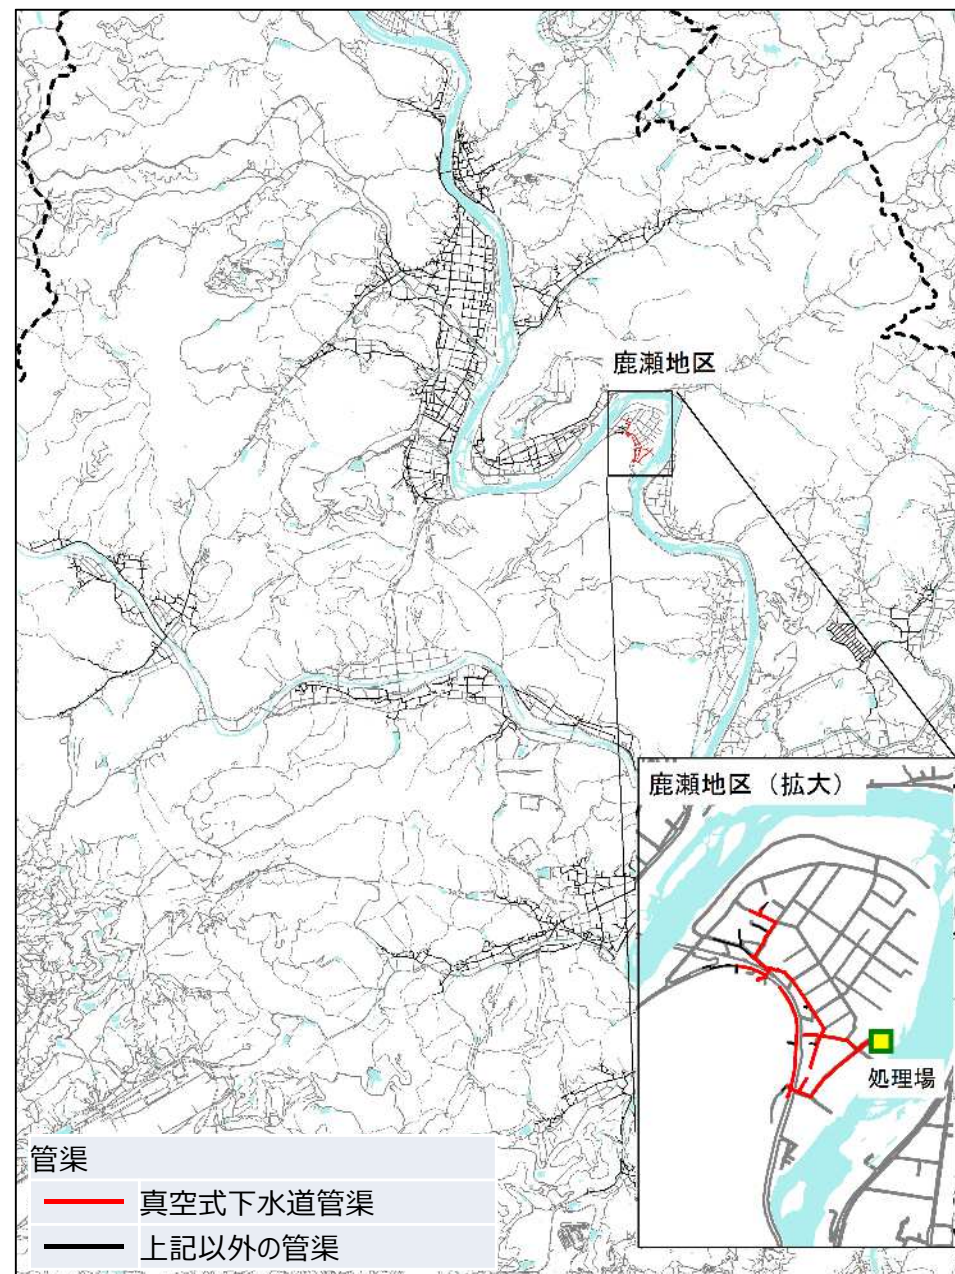 鹿瀬地区
鹿瀬地区（拡大）
処理場
管渠
真空式下水道管渠
上記以外の管渠